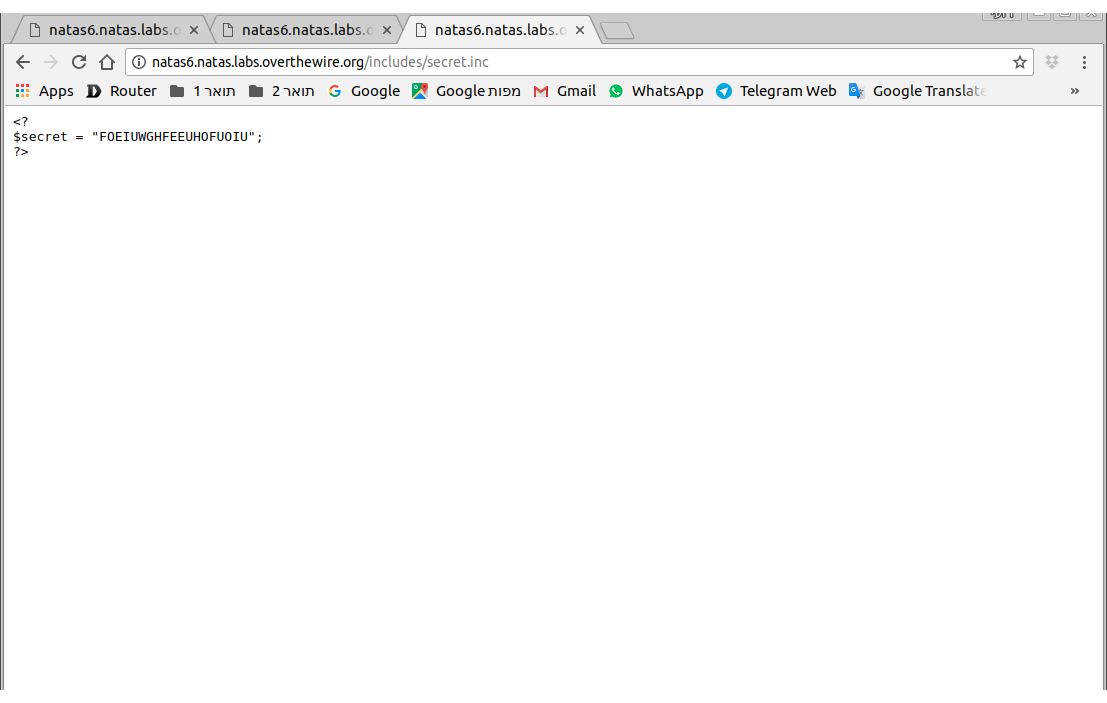 natas6.natas.labs.o natas6.natas.labs.o natas6.natas.labs.o
natas6.natas.labs.overthewire.org/includes/secret.inc
Apps Router תואר 1 תואר 2 Google Google מפות Gmail WhatsApp Telegram Web Google Translate »
<?
$secret = "FOEIUWGHFEEUHOFUOIU";
?>